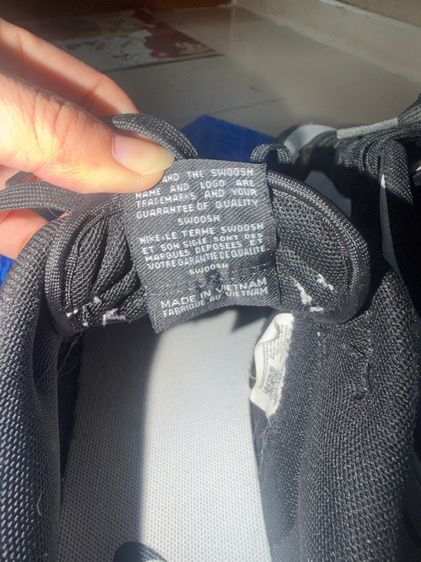 AND THE SWOOSH
NAME AND LOGO ARE
TRADEMARKS AND YOUR
GUARANTEE OF QUALITY
SWOOSH
NIKE-LE TERME SWOOSH
ET SON SIGLE SONT DES
MARQUES DEPOSEES ET
VOTRE GARANTIE DE QUALITE
SWOOSH
MADE IN VIETNAM
FABRIQUE AU VIETNAM